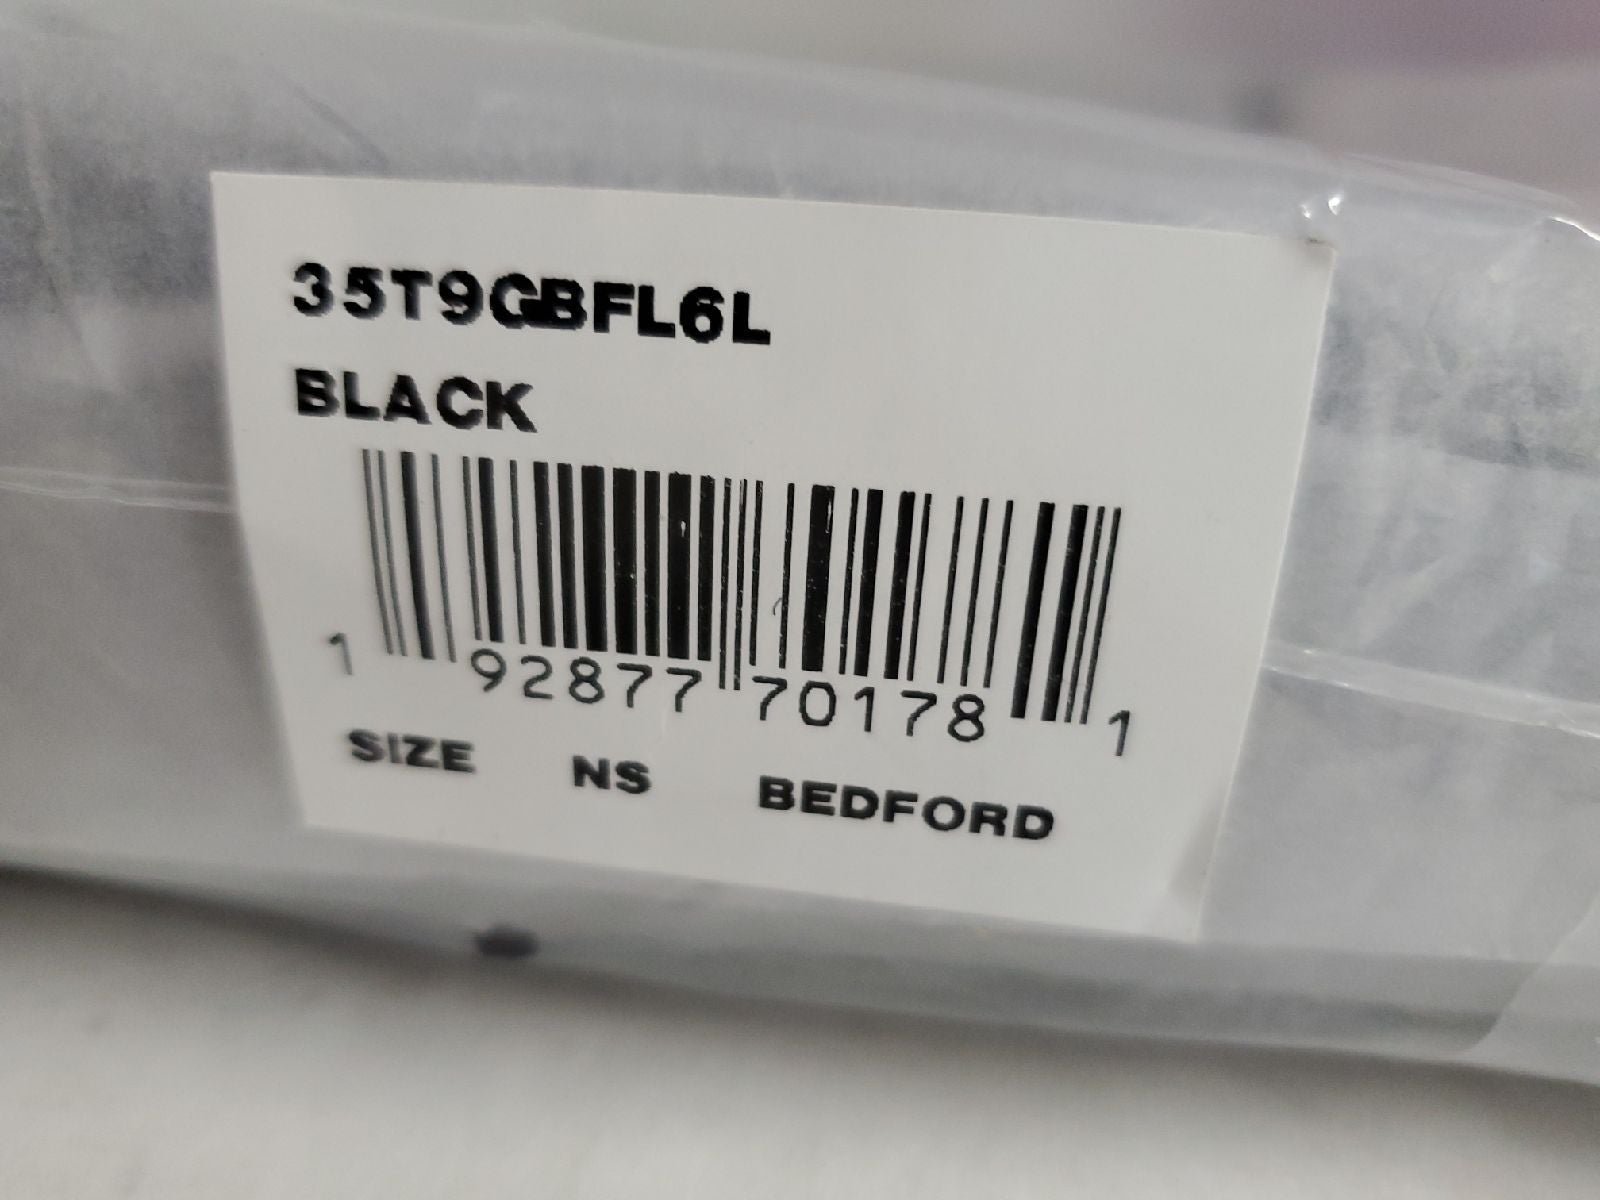 35T9GBFL6L
BLACK
1 92877 70178 1
SIZE NS BEDFORD